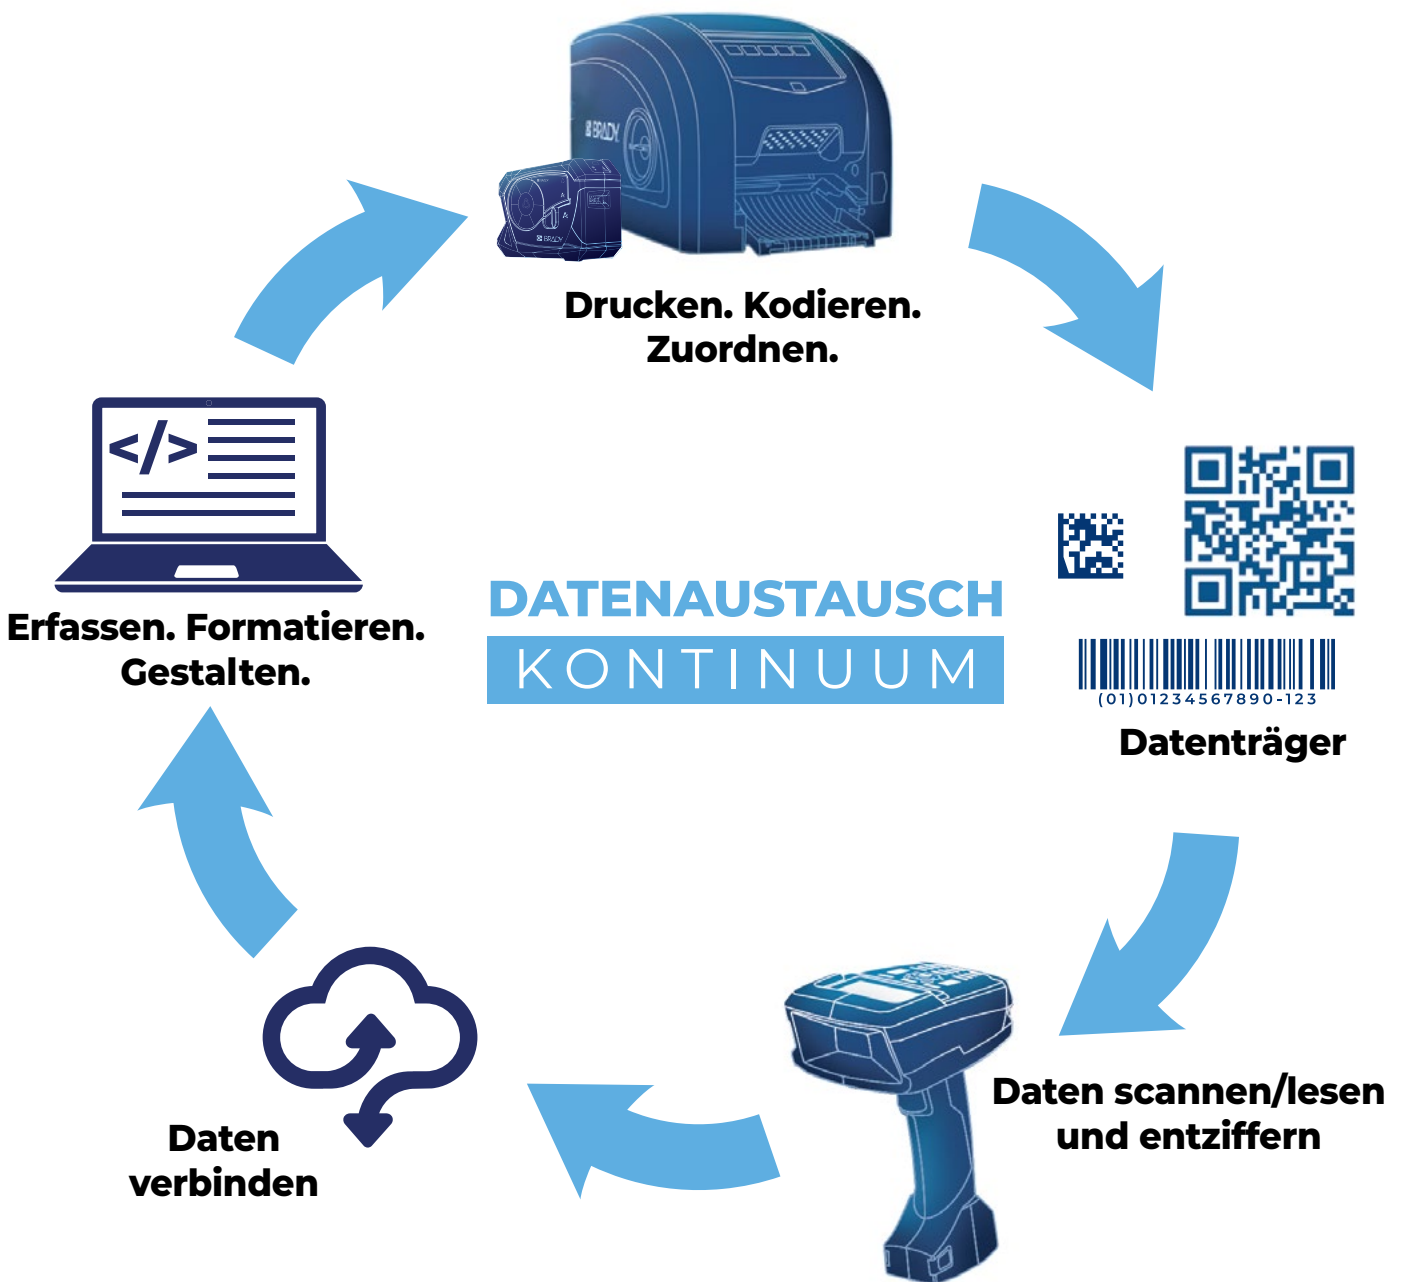 BRADY
BRADY
Drucken. Kodieren.
Zuordnen.
</>
Erfassen. Formatieren.
Gestalten.
DATENAUSTAUSCH
KONTINUUM
(01)01234567890-123
Datenträger
Daten scannen/lesen
und entziffern
Daten
verbinden